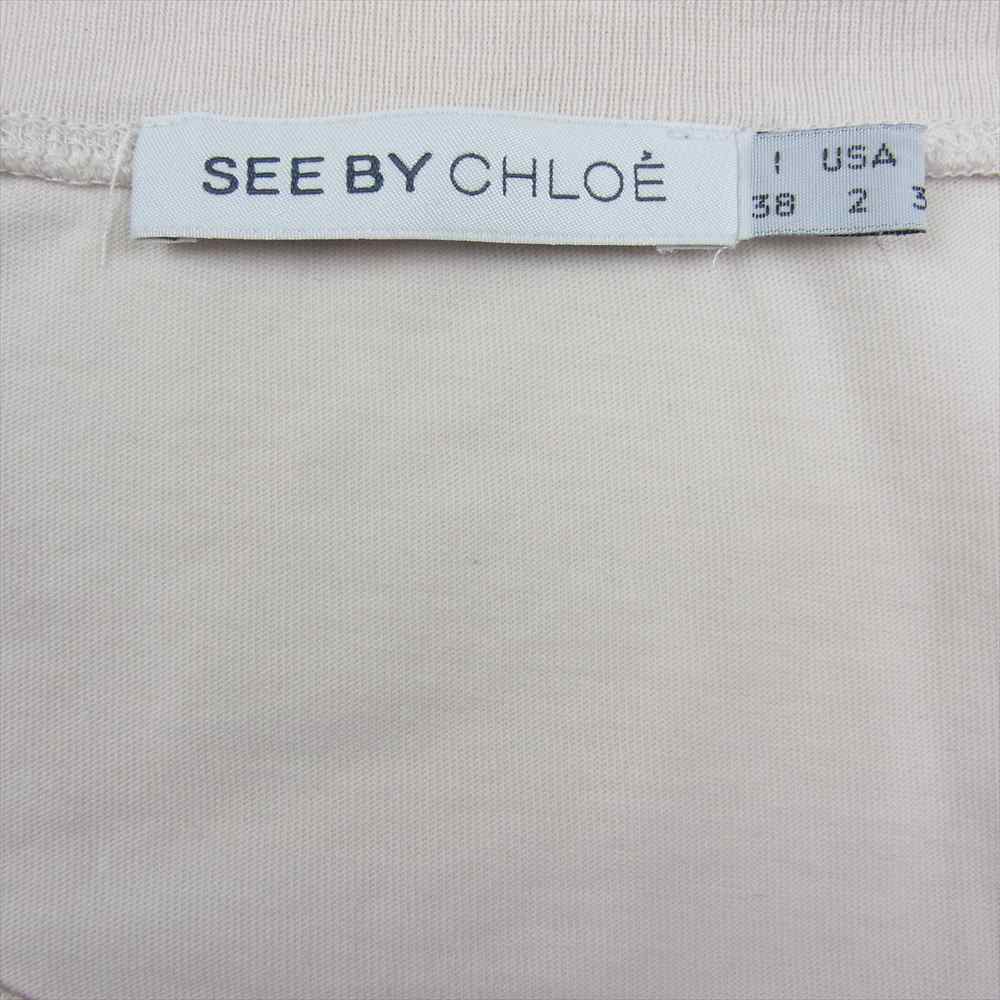 SEE BY CHLOÉ
I USA
38 2 3